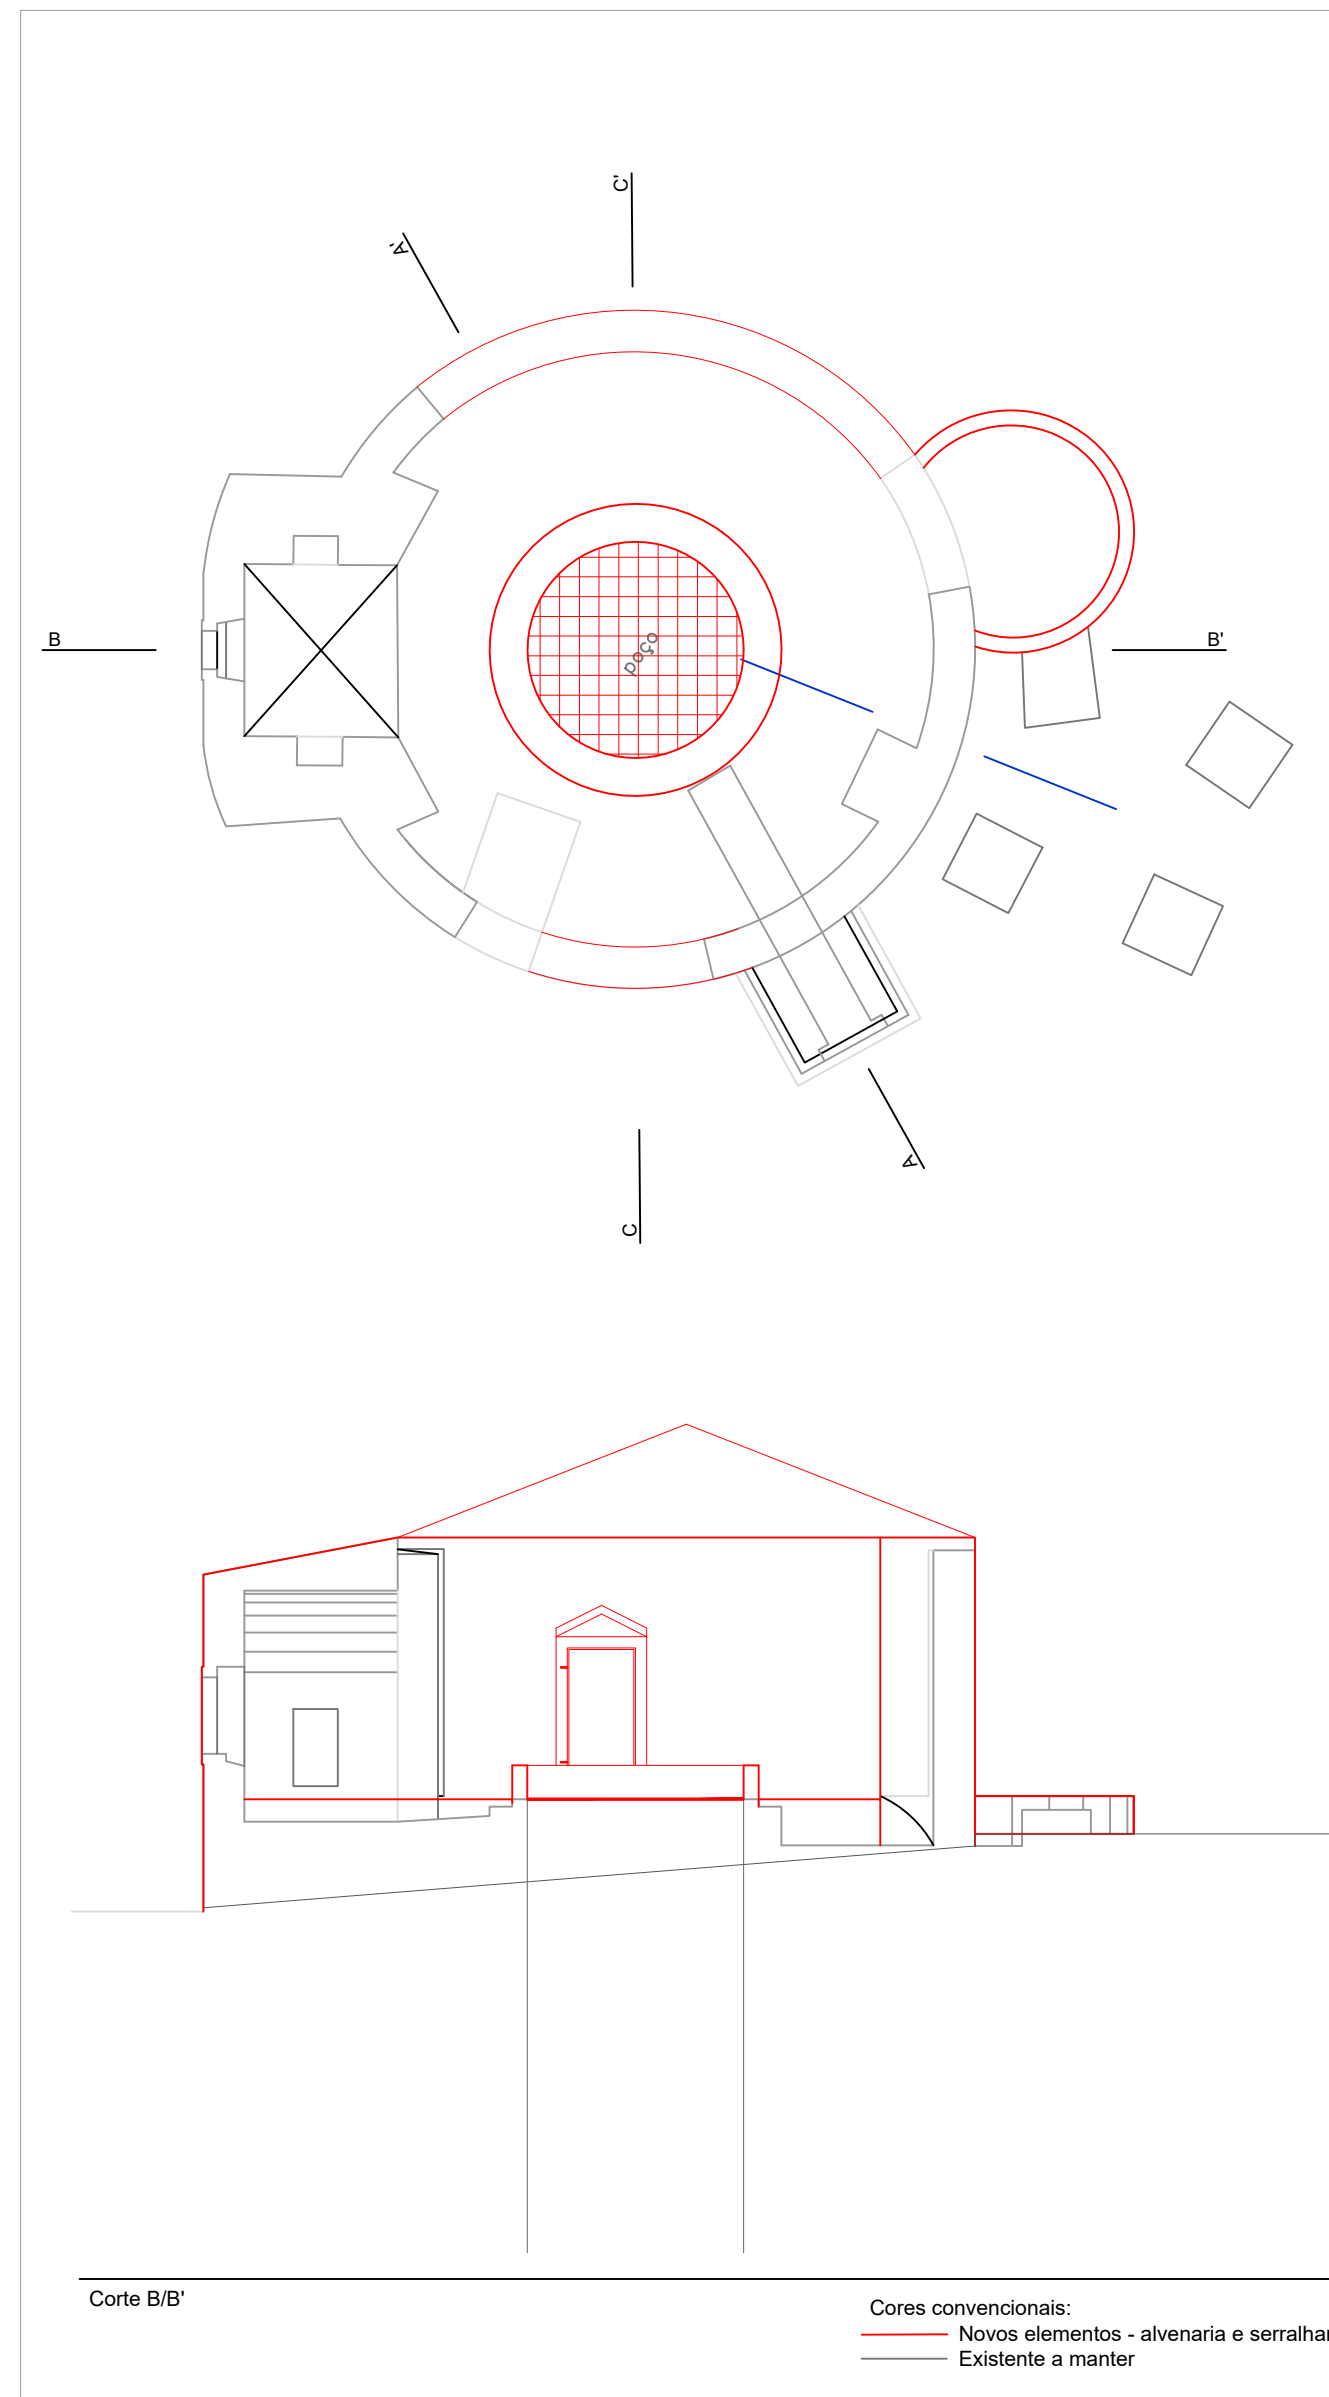 C'
A'
B
B'
poço
A
C
Corte B/B'
Cores convencionais:
Novos elementos - alvenaria e serralhar
Existente a manter